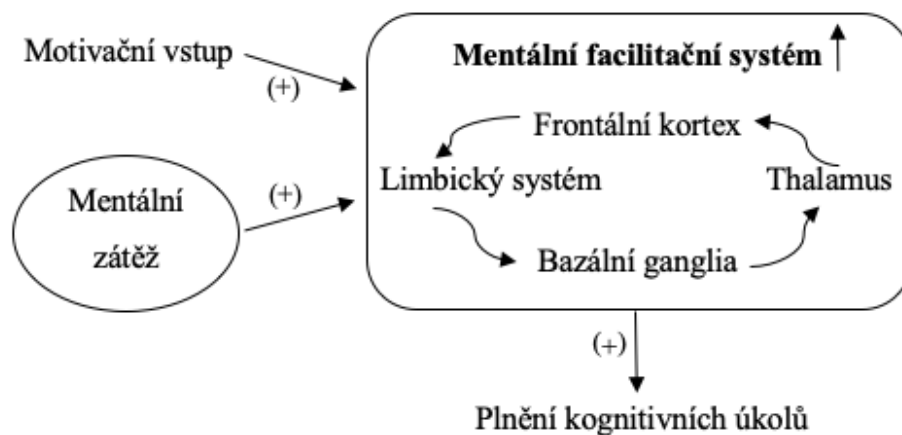 Motivační vstup
(+)
Mentální facilitační systém
Frontální kortex
Limbický systém
Thalamus
Bazální ganglia
Mentální
zátěž
(+)
(+)
Plnění kognitivních úkolů